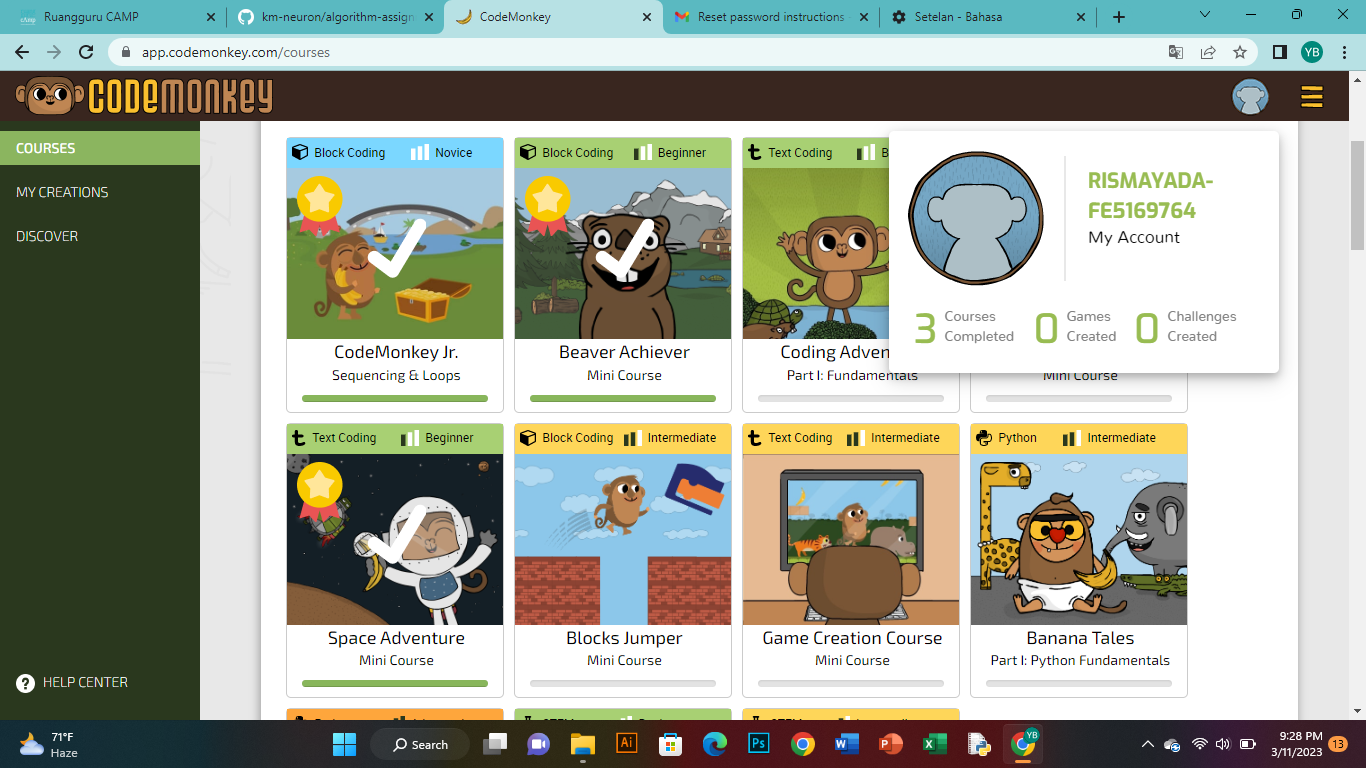 Ruangguru CAMP
km-neuron/algorithm-assign
CodeMonkey
Reset password instructions -
Setelan - Bahasa
app.codemonkey.com/courses
YB
CODEMONKEY
COURSES
MY CREATIONS
DISCOVER
HELP CENTER
Block Coding Novice
CodeMonkey Jr.
Sequencing & Loops
Block Coding Beginner
Beaver Achiever
Mini Course
Text Coding B
Coding Adven
Part I: Fundamentals
Mini Course
RISMAYADA-
FE5169764
My Account
3 Courses
Completed
0 Games
Created
0 Challenges
Created
Text Coding Beginner
Space Adventure
Mini Course
Block Coding Intermediate
Blocks Jumper
Mini Course
Text Coding Intermediate
Game Creation Course
Mini Course
Python Intermediate
Banana Tales
Part I: Python Fundamentals
71°F
Haze
Search
Ai
Ps
YB
9:28 PM
3/11/2023
13